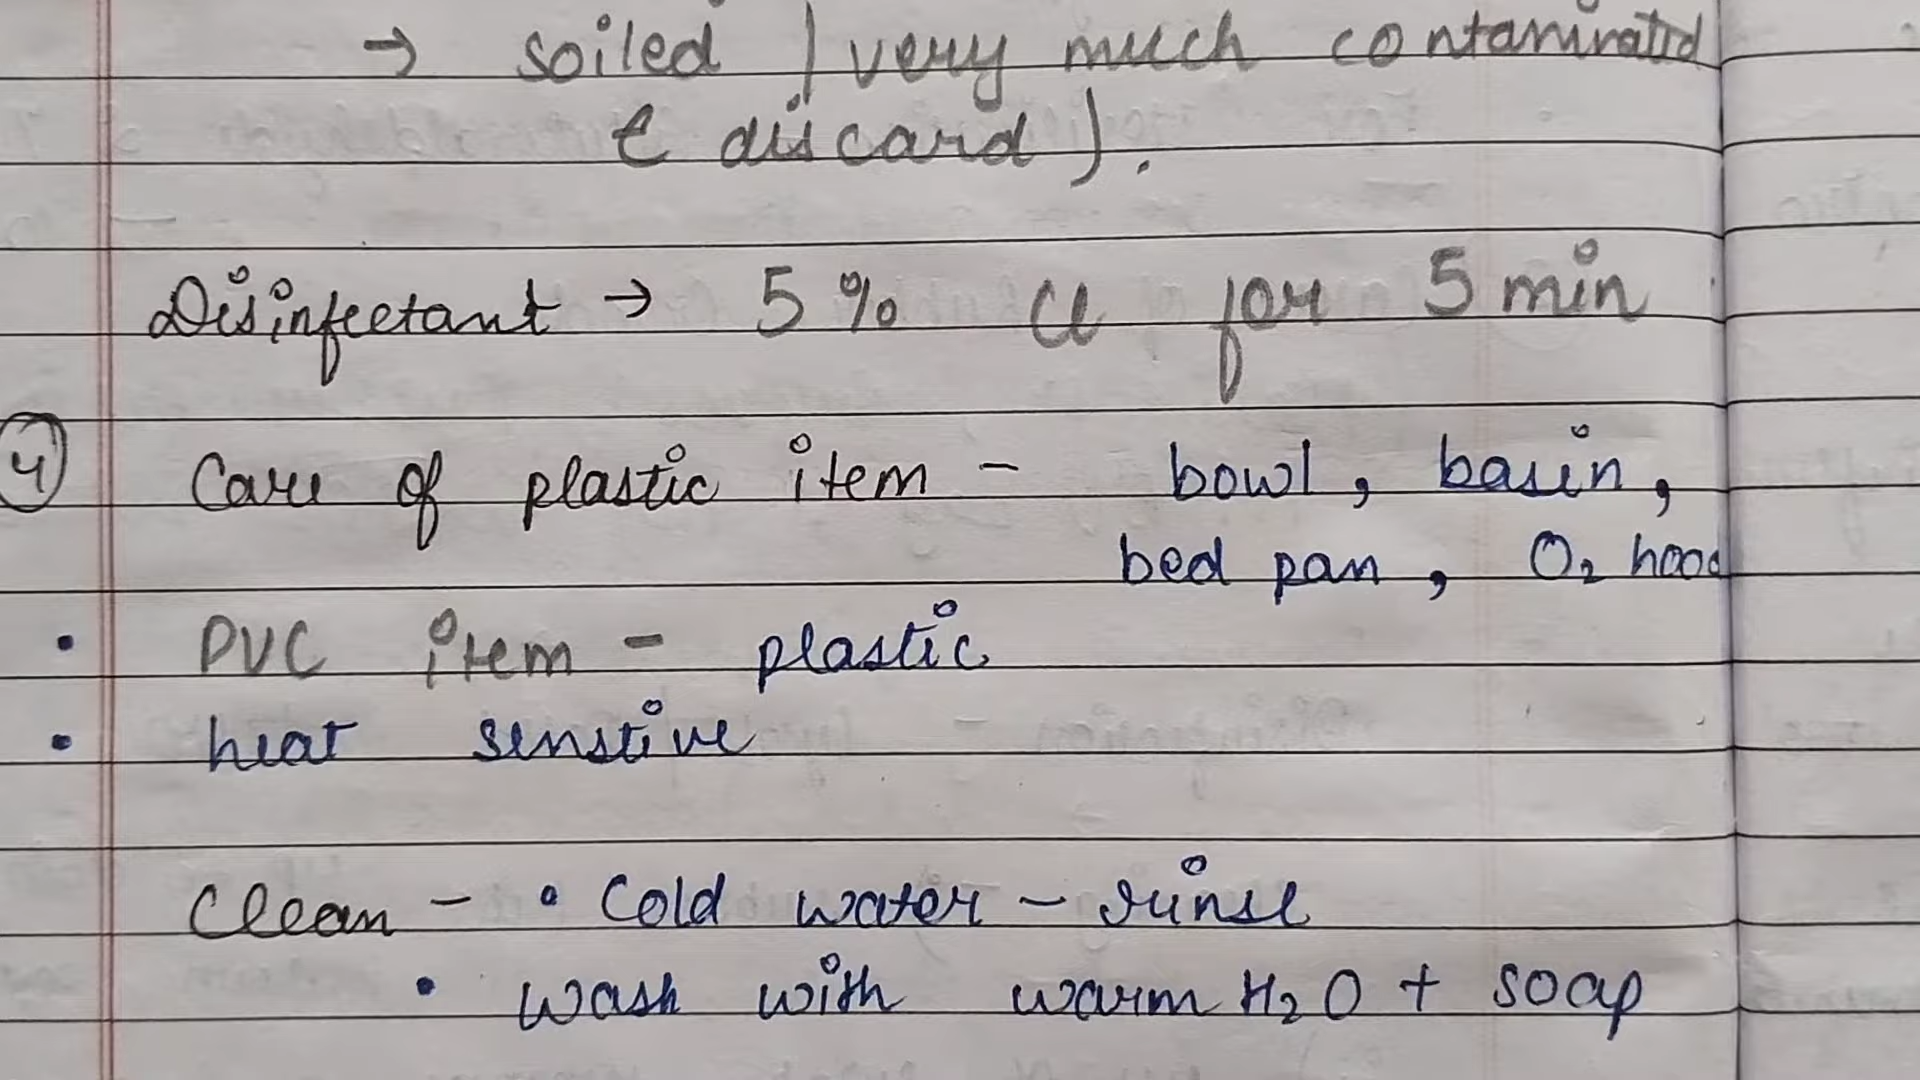 → soiled (very much contaminated
& discard).
Disinfectant → 5% Cl for 5 min
4 Care of plastic item - bowl, basin,
bed pan, O₂ hood
• PVC item - plastic
• heat senstive
Clean - • Cold water - rinse
• wash with warm H₂O + soap